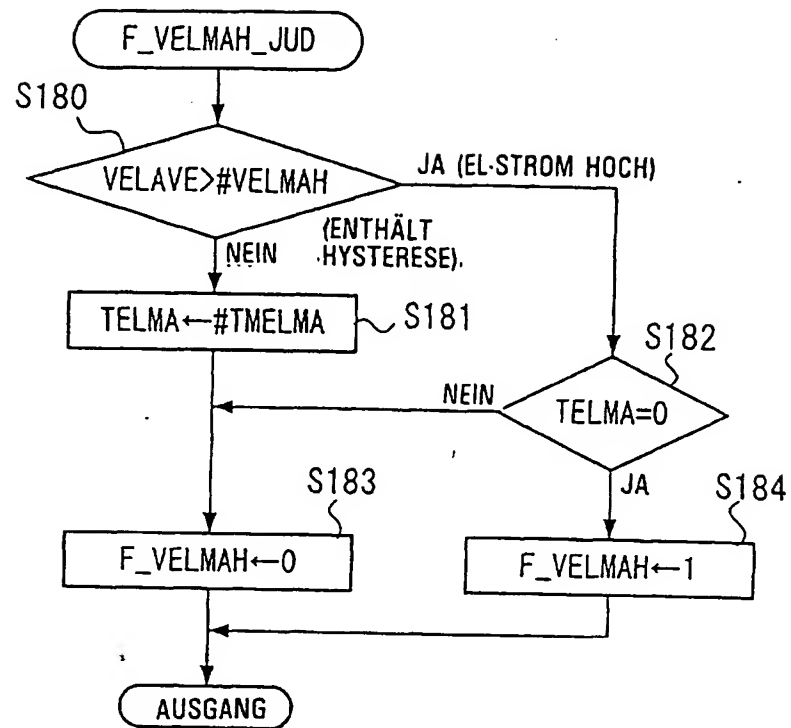 F_VELMAH_JUD
S180
VELAVE>#VELMAH
JA (EL-STROM HOCH)
NEIN
(ENTHÄLT
HYSTERESE)
TELMA←#TMELMA
S181
S182
NEIN
TELMA=0
JA
S183
S184
F_VELMAH←0
F_VELMAH←1
AUSGANG